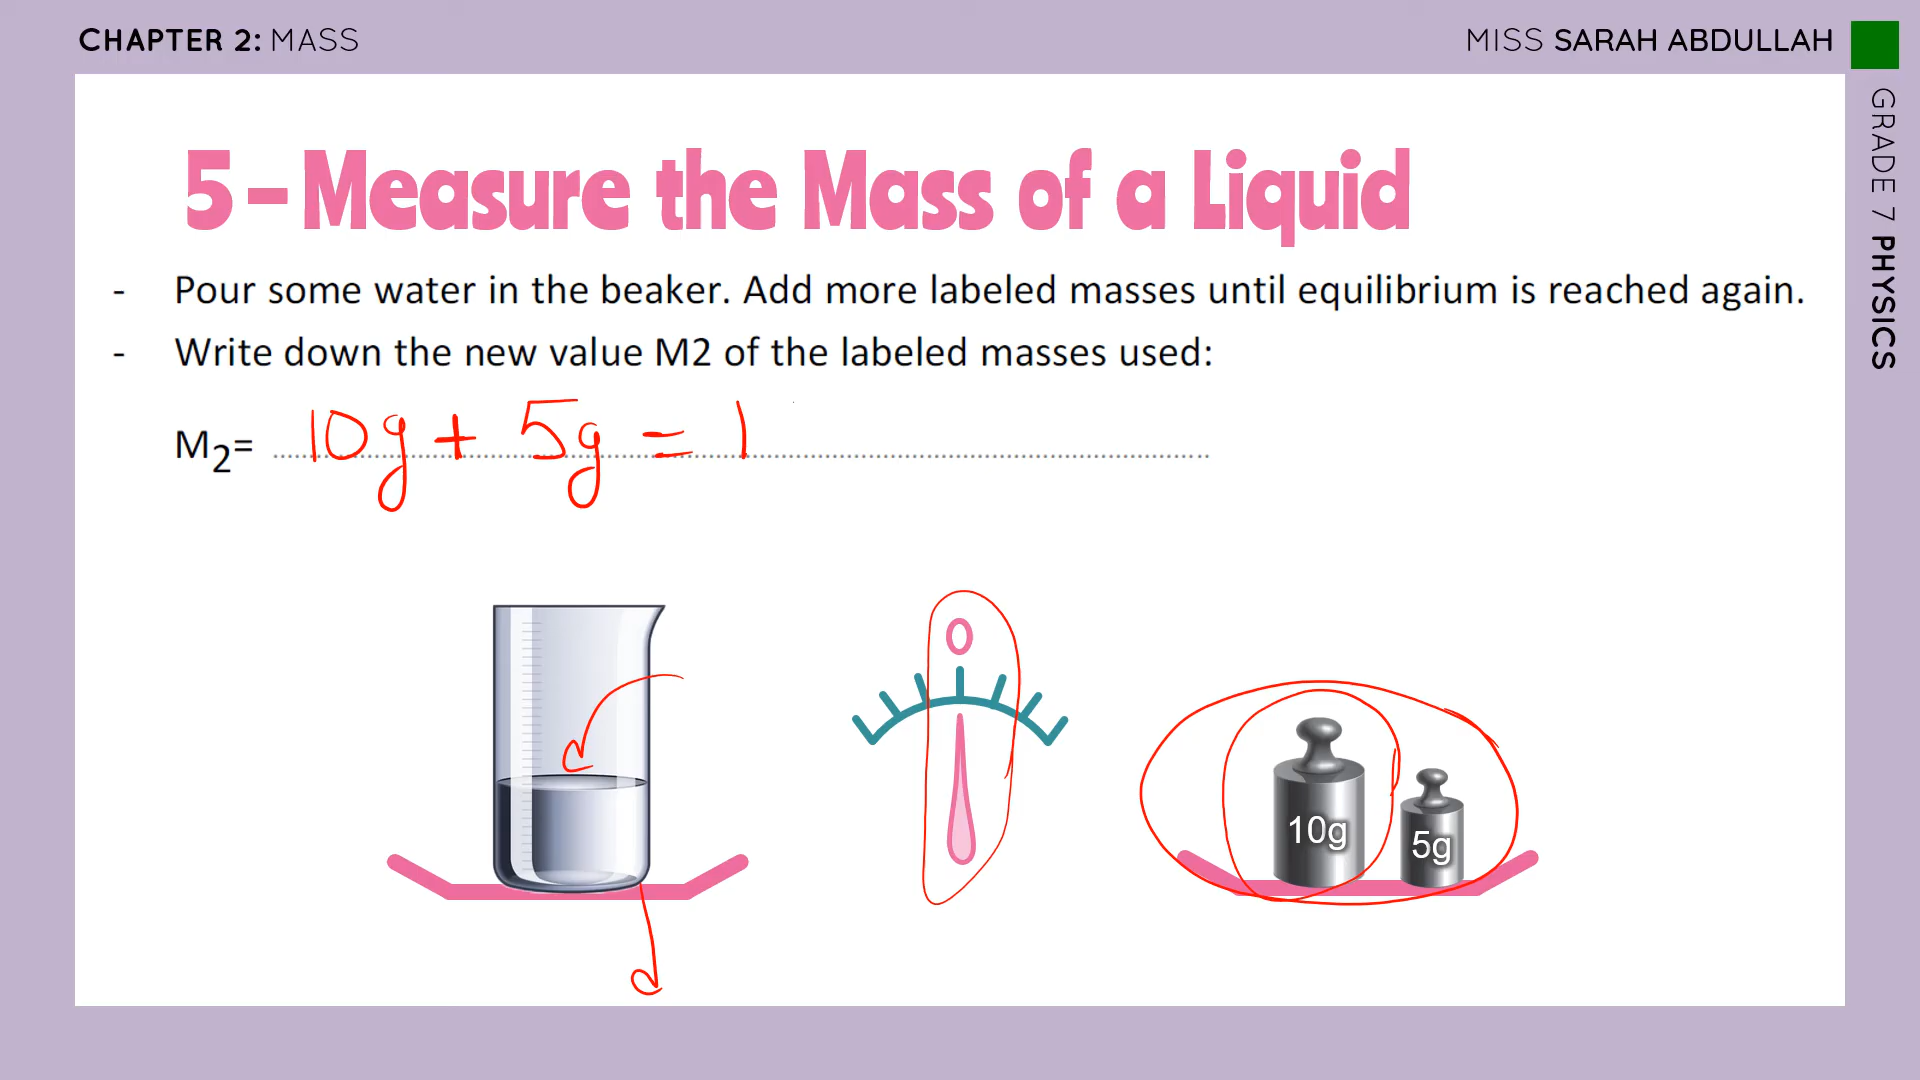 CHAPTER 2: MASS
MISS SARAH ABDULLAH
GRADE 7 PHYSICS
5-Measure the Mass of a Liquid
- Pour some water in the beaker. Add more labeled masses until equilibrium is reached again.
- Write down the new value M2 of the labeled masses used:
M2= 10g + 5g = 1
0
10g
5g